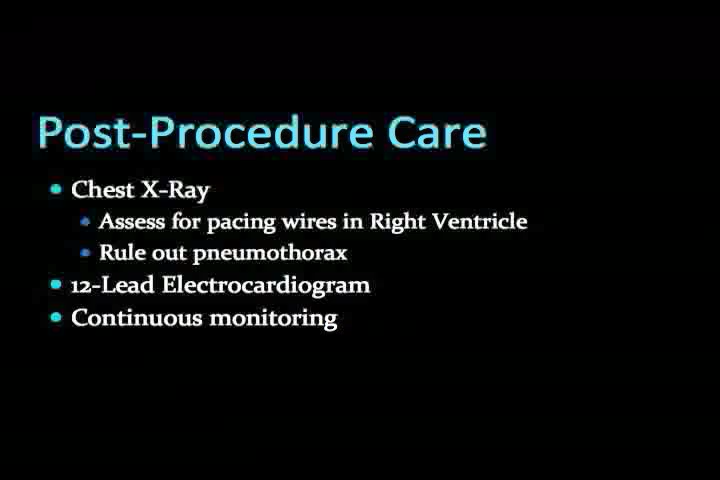 Post-Procedure Care
Chest X-Ray
Assess for pacing wires in Right Ventricle
Rule out pneumothorax
12-Lead Electrocardiogram
Continuous monitoring